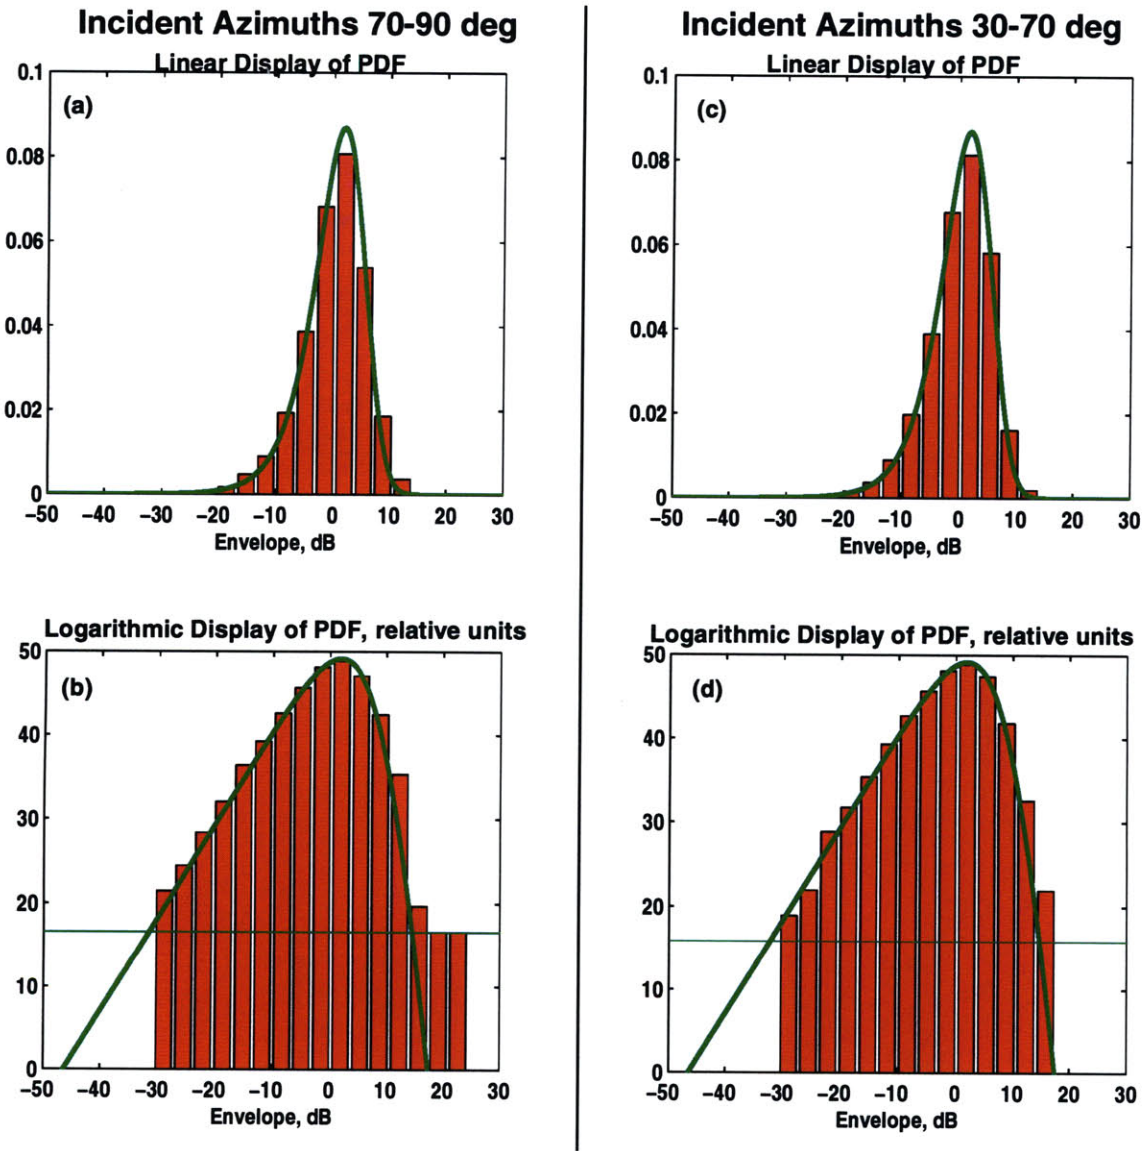 Incident Azimuths 70-90 deg
Linear Display of PDF
(a)
0.1
0.08
0.06
0.04
0.02
0
−50 −40 −30 −20 −10 0 10 20 30
Envelope, dB
Logarithmic Display of PDF, relative units
(b)
50
40
30
20
10
0
−50 −40 −30 −20 −10 0 10 20 30
Envelope, dB
Incident Azimuths 30-70 deg
Linear Display of PDF
(c)
0.1
0.08
0.06
0.04
0.02
0
−50 −40 −30 −20 −10 0 10 20 30
Envelope, dB
Logarithmic Display of PDF, relative units
(d)
50
40
30
20
10
0
−50 −40 −30 −20 −10 0 10 20 30
Envelope, dB